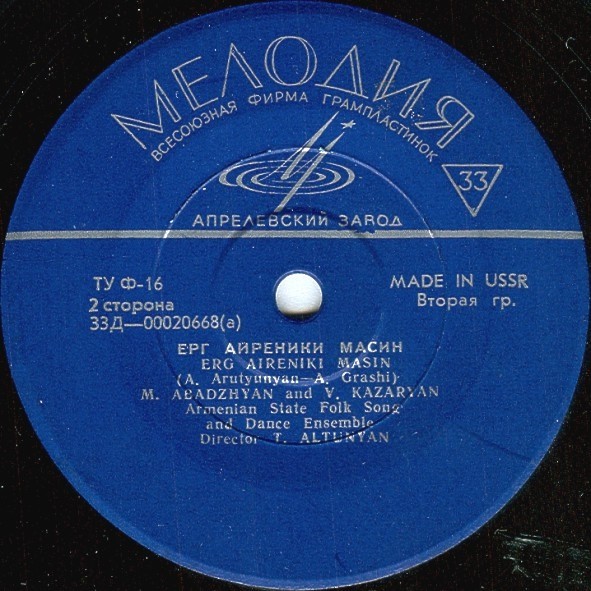 МЕЛОДИЯ
ВСЕСОЮЗНАЯ ФИРМА ГРАМПЛАСТИНОК
33
АПРЕЛЕВСКИЙ ЗАВОД
ТУ Ф-16
2 сторона
33Д—00020668(а)
MADE IN USSR
Вторая гр.
ЕРГ АЙРЕНИКИ МАСИН
ERG AIRENIKI MASIN
(A. Arutyunyan—A. Grashi)
M. ABADZHYAN and V. KAZARYAN
Armenian State Folk Song
and Dance Ensemble
Director T. ALTUNYAN